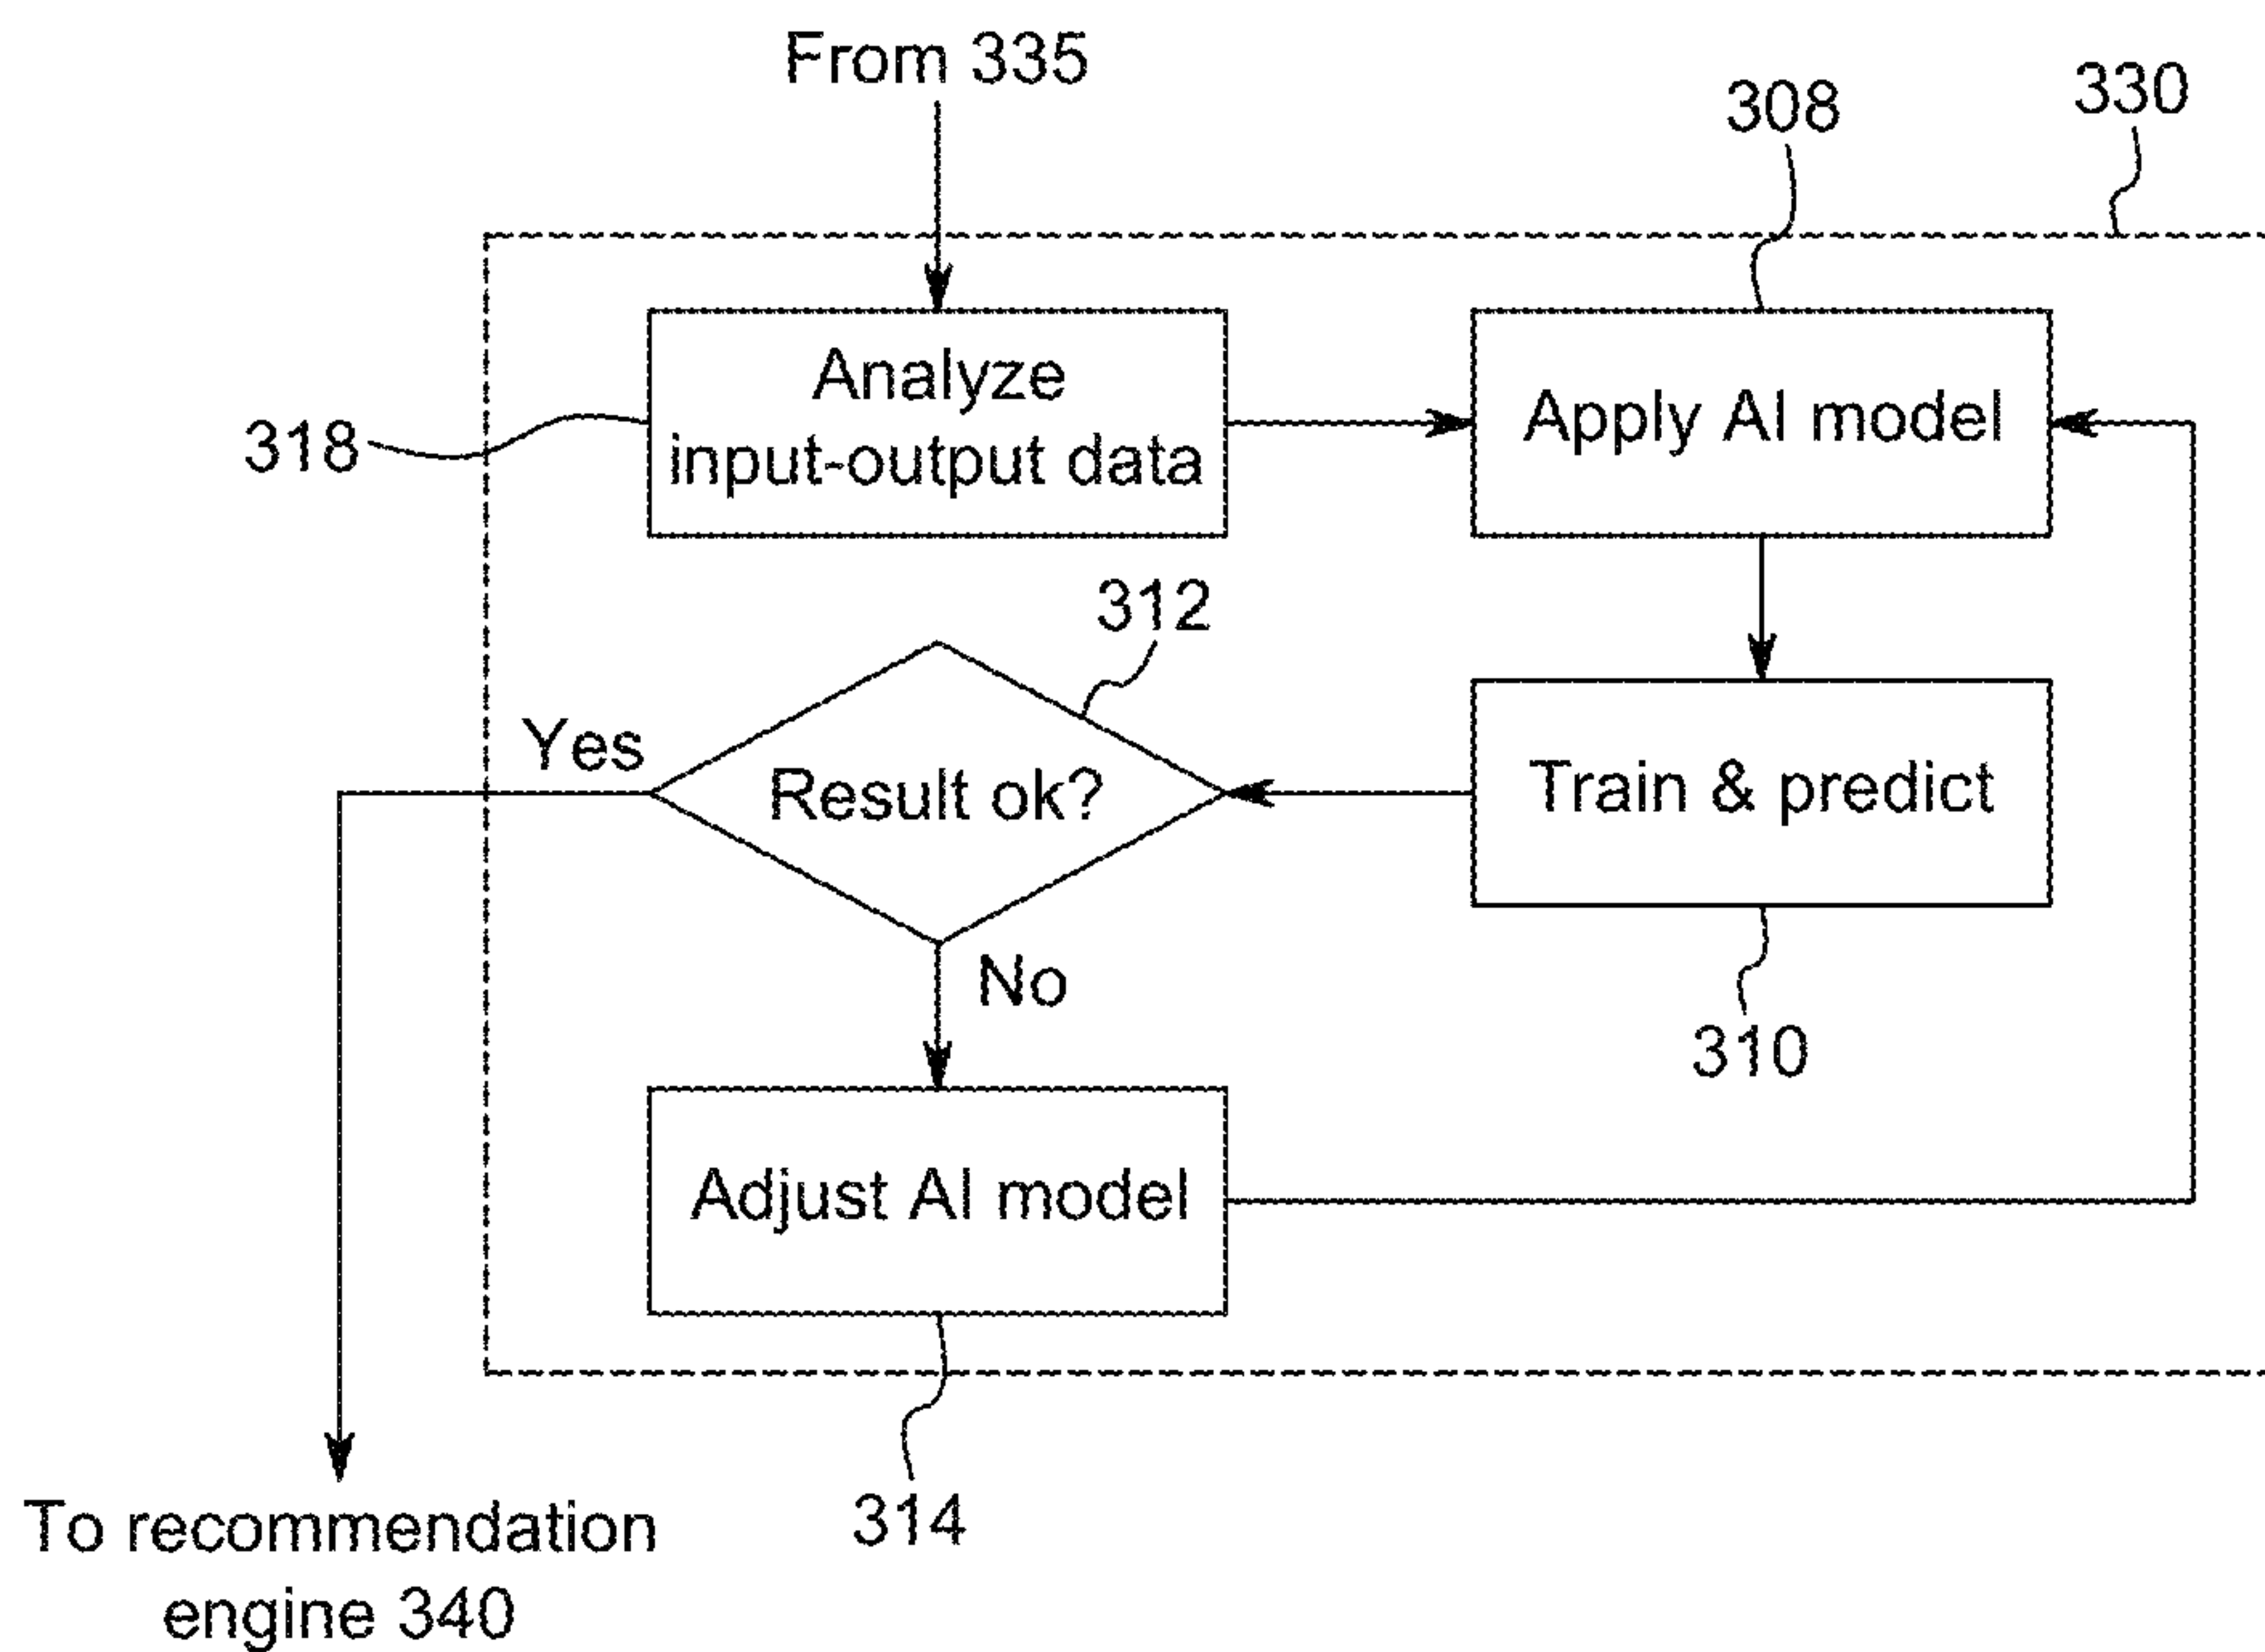 From 335
308
330
Analyze
input-output data
318
Apply AI model
312
Yes
Result ok?
Train & predict
No
310
Adjust AI model
314
To recommendation
engine 340